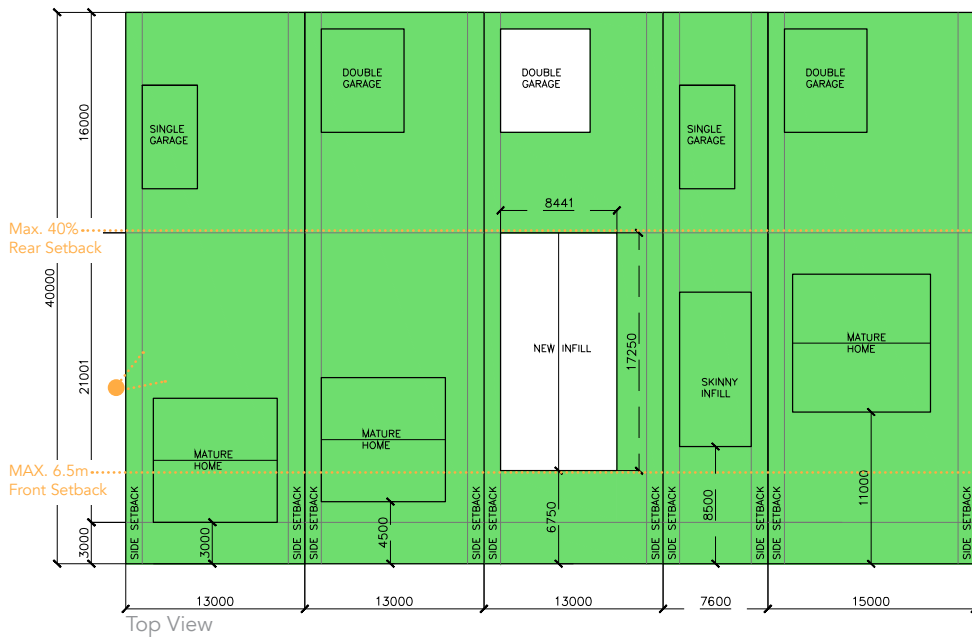 DOUBLE
GARAGE
DOUBLE
GARAGE
DOUBLE
GARAGE
16000
SINGLE
GARAGE
SINGLE
GARAGE
8441
Max. 40%
Rear Setback
40000
NEW INFILL
17250
MATURE
HOME
21001
SKINNY
INFILL
MATURE
HOME
MATURE
HOME
MAX. 6.5m
Front Setback
3000
SIDE SETBACK
3000
SIDE SETBACK
SIDE SETBACK
4500
SIDE SETBACK
SIDE SETBACK
6750
SIDE SETBACK
SIDE SETBACK
8500
SIDE SETBACK
SIDE SETBACK
11000
SIDE SETBACK
13000
13000
13000
7600
15000
Top View